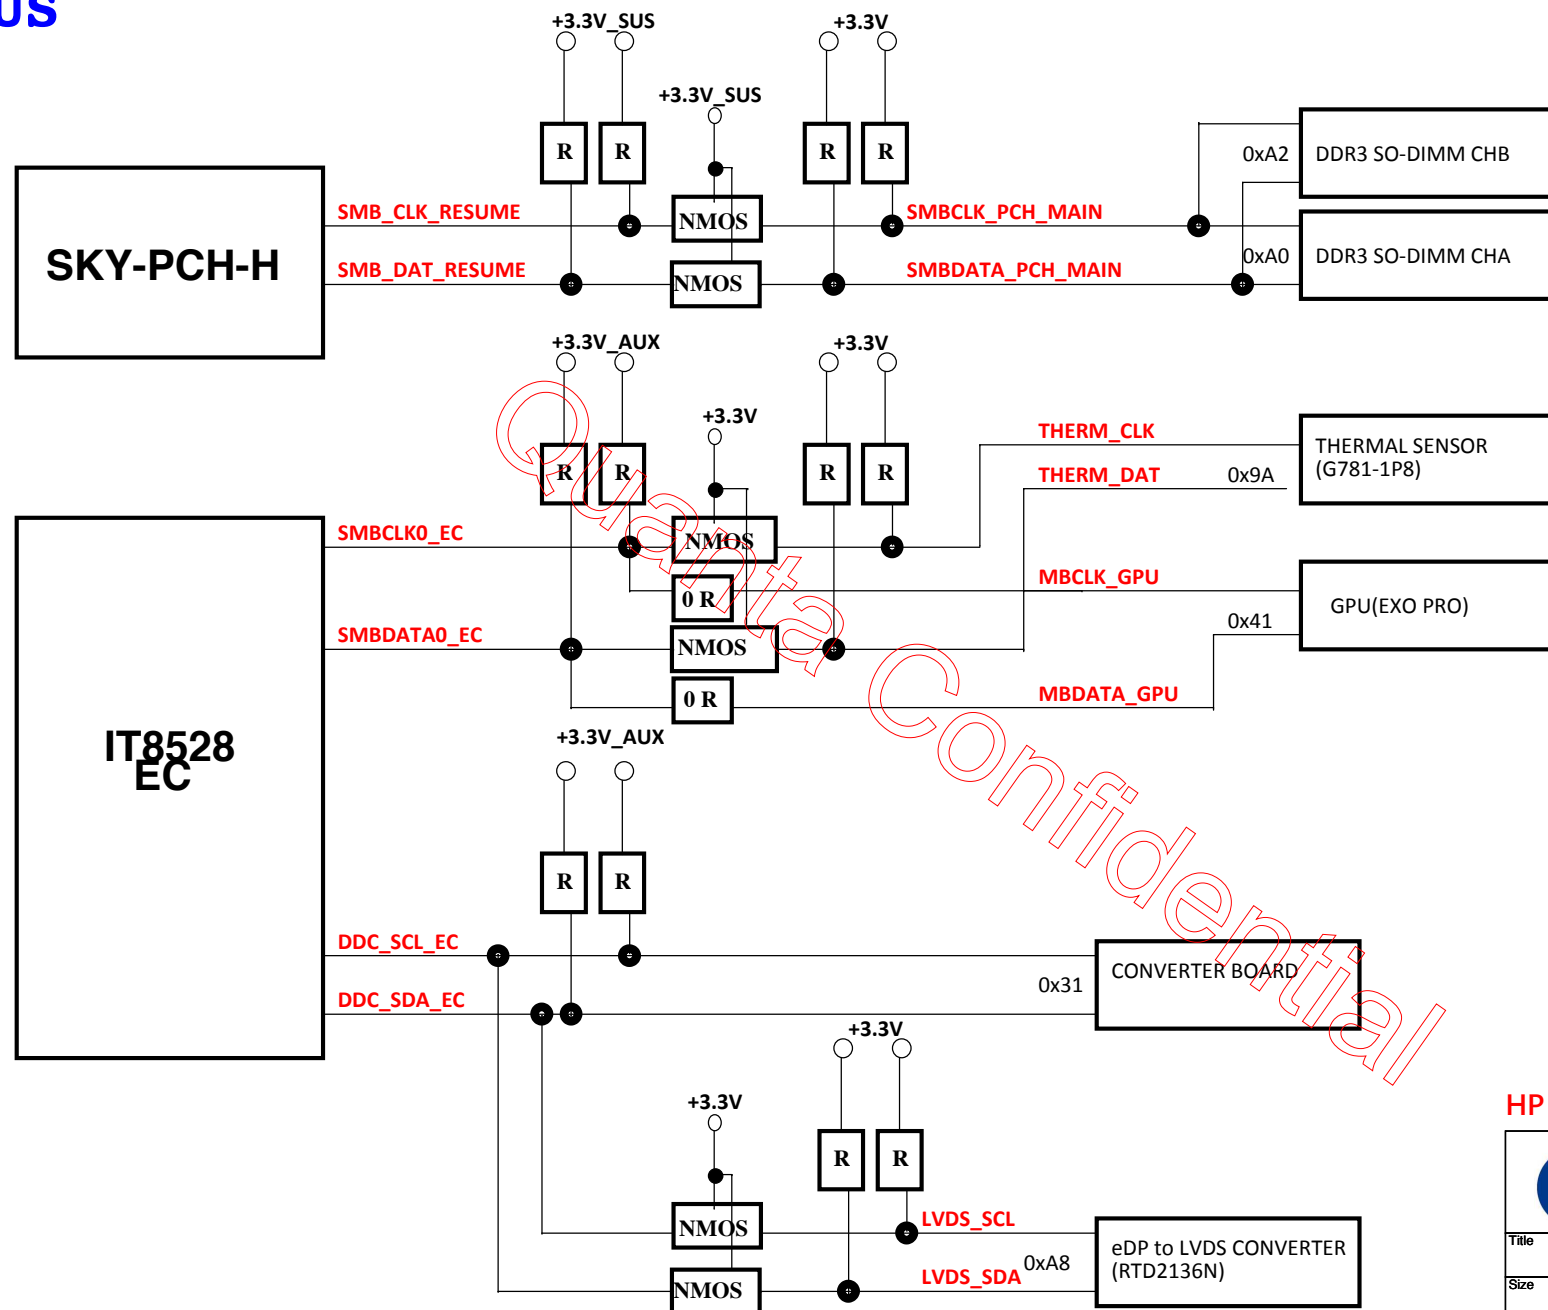 US
+3.3V_SUS
+3.3V
+3.3V_SUS
R
R
R
R
0xA2
DDR3 SO-DIMM CHB
SMB_CLK_RESUME
NMOS
SMBCLK_PCH_MAIN
SKY-PCH-H
0xA0
DDR3 SO-DIMM CHA
SMB_DAT_RESUME
NMOS
SMBDATA_PCH_MAIN
+3.3V_AUX
+3.3V
+3.3V
R
R
R
R
THERM_CLK
THERMAL SENSOR
(G781-1P8)
THERM_DAT
0x9A
SMBCLK0_EC
NMOS
0 R
MBCLK_GPU
GPU(EXO PRO)
0x41
SMBDATA0_EC
NMOS
0 R
MBDATA_GPU
Quanta Confidential
IT8528
EC
+3.3V_AUX
R
R
DDC_SCL_EC
CONVERTER BOARD
0x31
DDC_SDA_EC
+3.3V
+3.3V
R
R
HP
NMOS
LVDS_SCL
eDP to LVDS CONVERTER
(RTD2136N)
0xA8
NMOS
LVDS_SDA
Title
Size